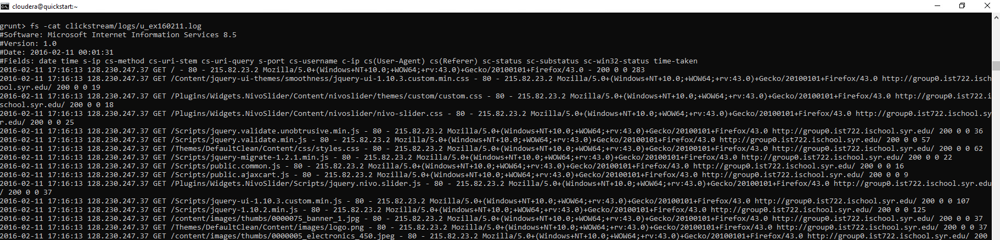 cloudera@quickstart:~
grunt> fs -cat clickstream/logs/u_ex160211.log
#Software: Microsoft Internet Information Services 8.5
#Version: 1.0
#Date: 2016-02-11 00:01:31
#Fields: date time s-ip cs-method cs-uri-stem cs-uri-query s-port cs-username c-ip cs(User-Agent) cs(Referer) sc-status sc-substatus sc-win32-status time-taken
2016-02-11 17:16:13 128.230.247.37 GET / - 80 - 215.82.23.2 Mozilla/5.0+(Windows+NT+10.0;+WOW64;+rv:43.0)+Gecko/20100101+Firefox/43.0 - 200 0 0 283
2016-02-11 17:16:13 128.230.247.37 GET /Content/jquery-ui-themes/smoothness/jquery-ui-1.10.3.custom.min.css - 80 - 215.82.23.2 Mozilla/5.0+(Windows+NT+10.0;+WOW64;+rv:43.0)+Gecko/20100101+Firefox/43.0 http://group0.ist722.isch
ool.syr.edu/ 200 0 0 19
2016-02-11 17:16:13 128.230.247.37 GET /Plugins/Widgets.NivoSlider/Content/nivoslider/themes/custom/custom.css - 80 - 215.82.23.2 Mozilla/5.0+(Windows+NT+10.0;+WOW64;+rv:43.0)+Gecko/20100101+Firefox/43.0 http://group0.ist722.i
school.syr.edu/ 200 0 0 18
2016-02-11 17:16:13 128.230.247.37 GET /Plugins/Widgets.NivoSlider/Content/nivoslider/nivo-slider.css - 80 - 215.82.23.2 Mozilla/5.0+(Windows+NT+10.0;+WOW64;+rv:43.0)+Gecko/20100101+Firefox/43.0 http://group0.ist722.ischool.sy
r.edu/ 200 0 0 25
2016-02-11 17:16:13 128.230.247.37 GET /Scripts/jquery.validate.unobtrusive.min.js - 80 - 215.82.23.2 Mozilla/5.0+(Windows+NT+10.0;+WOW64;+rv:43.0)+Gecko/20100101+Firefox/43.0 http://group0.ist722.ischool.syr.edu/ 200 0 0 36
2016-02-11 17:16:13 128.230.247.37 GET /Scripts/jquery.validate.min.js - 80 - 215.82.23.2 Mozilla/5.0+(Windows+NT+10.0;+WOW64;+rv:43.0)+Gecko/20100101+Firefox/43.0 http://group0.ist722.ischool.syr.edu/ 200 0 0 57
2016-02-11 17:16:13 128.230.247.37 GET /Themes/DefaultClean/Content/css/styles.css - 80 - 215.82.23.2 Mozilla/5.0+(Windows+NT+10.0;+WOW64;+rv:43.0)+Gecko/20100101+Firefox/43.0 http://group0.ist722.ischool.syr.edu/ 200 0 0 62
2016-02-11 17:16:13 128.230.247.37 GET /Scripts/jquery-migrate-1.2.1.min.js - 80 - 215.82.23.2 Mozilla/5.0+(Windows+NT+10.0;+WOW64;+rv:43.0)+Gecko/20100101+Firefox/43.0 http://group0.ist722.ischool.syr.edu/ 200 0 0 22
2016-02-11 17:16:13 128.230.247.37 GET /Scripts/public.common.js - 80 - 215.82.23.2 Mozilla/5.0+(Windows+NT+10.0;+WOW64;+rv:43.0)+Gecko/20100101+Firefox/43.0 http://group0.ist722.ischool.syr.edu/ 200 0 0 16
2016-02-11 17:16:13 128.230.247.37 GET /Scripts/public.ajaxcart.js - 80 - 215.82.23.2 Mozilla/5.0+(Windows+NT+10.0;+WOW64;+rv:43.0)+Gecko/20100101+Firefox/43.0 http://group0.ist722.ischool.syr.edu/ 200 0 0 9
2016-02-11 17:16:13 128.230.247.37 GET /Plugins/Widgets.NivoSlider/Scripts/jquery.nivo.slider.js - 80 - 215.82.23.2 Mozilla/5.0+(Windows+NT+10.0;+WOW64;+rv:43.0)+Gecko/20100101+Firefox/43.0 http://group0.ist722.ischool.syr.edu
/ 200 0 0 37
2016-02-11 17:16:13 128.230.247.37 GET /Scripts/jquery-ui-1.10.3.custom.min.js - 80 - 215.82.23.2 Mozilla/5.0+(Windows+NT+10.0;+WOW64;+rv:43.0)+Gecko/20100101+Firefox/43.0 http://group0.ist722.ischool.syr.edu/ 200 0 0 107
2016-02-11 17:16:13 128.230.247.37 GET /Scripts/jquery-1.10.2.min.js - 80 - 215.82.23.2 Mozilla/5.0+(Windows+NT+10.0;+WOW64;+rv:43.0)+Gecko/20100101+Firefox/43.0 http://group0.ist722.ischool.syr.edu/ 200 0 0 125
2016-02-11 17:16:13 128.230.247.37 GET /content/images/thumbs/0000075_banner_1.jpg - 80 - 215.82.23.2 Mozilla/5.0+(Windows+NT+10.0;+WOW64;+rv:43.0)+Gecko/20100101+Firefox/43.0 http://group0.ist722.ischool.syr.edu/ 200 0 0 37
2016-02-11 17:16:13 128.230.247.37 GET /Themes/DefaultClean/Content/images/logo.png - 80 - 215.82.23.2 Mozilla/5.0+(Windows+NT+10.0;+WOW64;+rv:43.0)+Gecko/20100101+Firefox/43.0 http://group0.ist722.ischool.syr.edu/ 200 0 0 37
2016-02-11 17:16:13 128.230.247.37 GET /content/images/thumbs/0000005_electronics_450.jpeg - 80 - 215.82.23.2 Mozilla/5.0+(Windows+NT+10.0;+WOW64;+rv:43.0)+Gecko/20100101+Firefox/43.0 http://group0.ist722.ischool.syr.edu/ 200